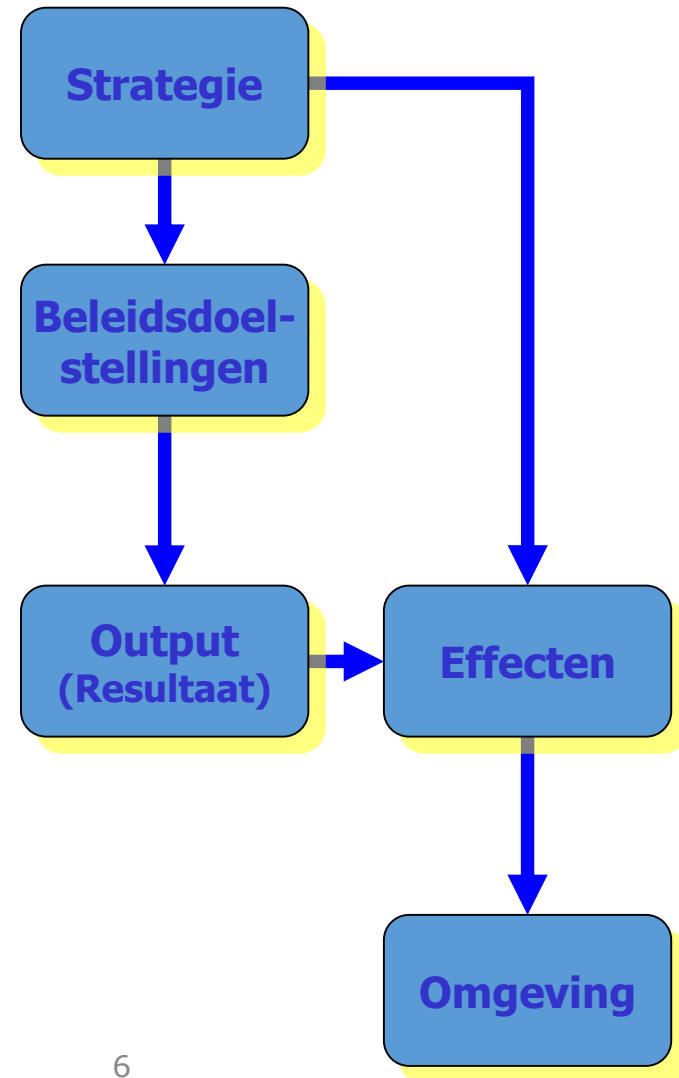 Strategie
Beleidsdoel-
stellingen
Output
(Resultaat)
Effecten
Omgeving
6